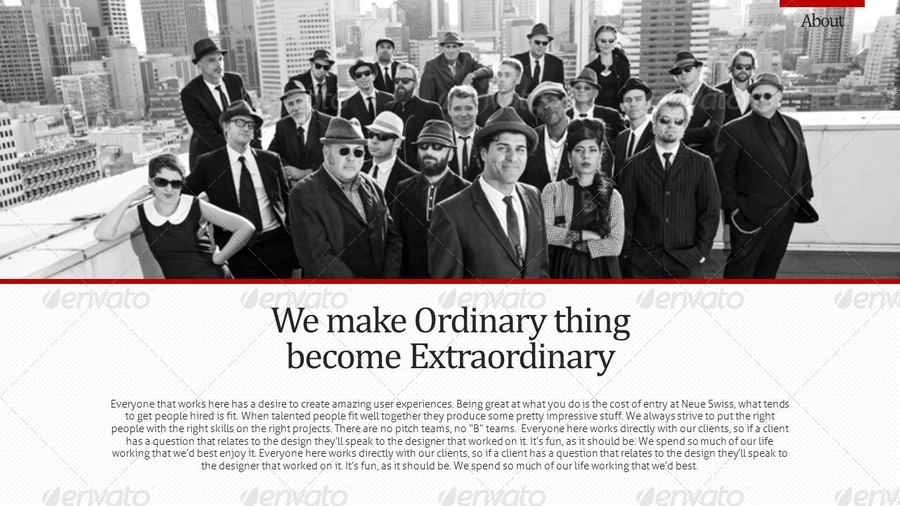 About
We make Ordinary thing
become Extraordinary
Everyone that works here has a desire to create amazing user experiences. Being great at what you do is the cost of entry at Neue Swiss, what tends
to get people hired is fit. When talented people fit well together they produce some pretty impressive stuff. We always strive to put the right
people with the right skills on the right projects. There are no pitch teams, no "B" teams. Everyone here works directly with our clients, so if a client
has a question that relates to the design they'll speak to the designer that worked on it. It's fun, as it should be. We spend so much of our life
working that we'd best enjoy it. Everyone here works directly with our clients, so if a client has a question that relates to the design they'll speak to
the designer that worked on it. It's fun, as it should be. We spend so much of our life working that we'd best.
envato envato envato envato envato
envato envato envato envato envato